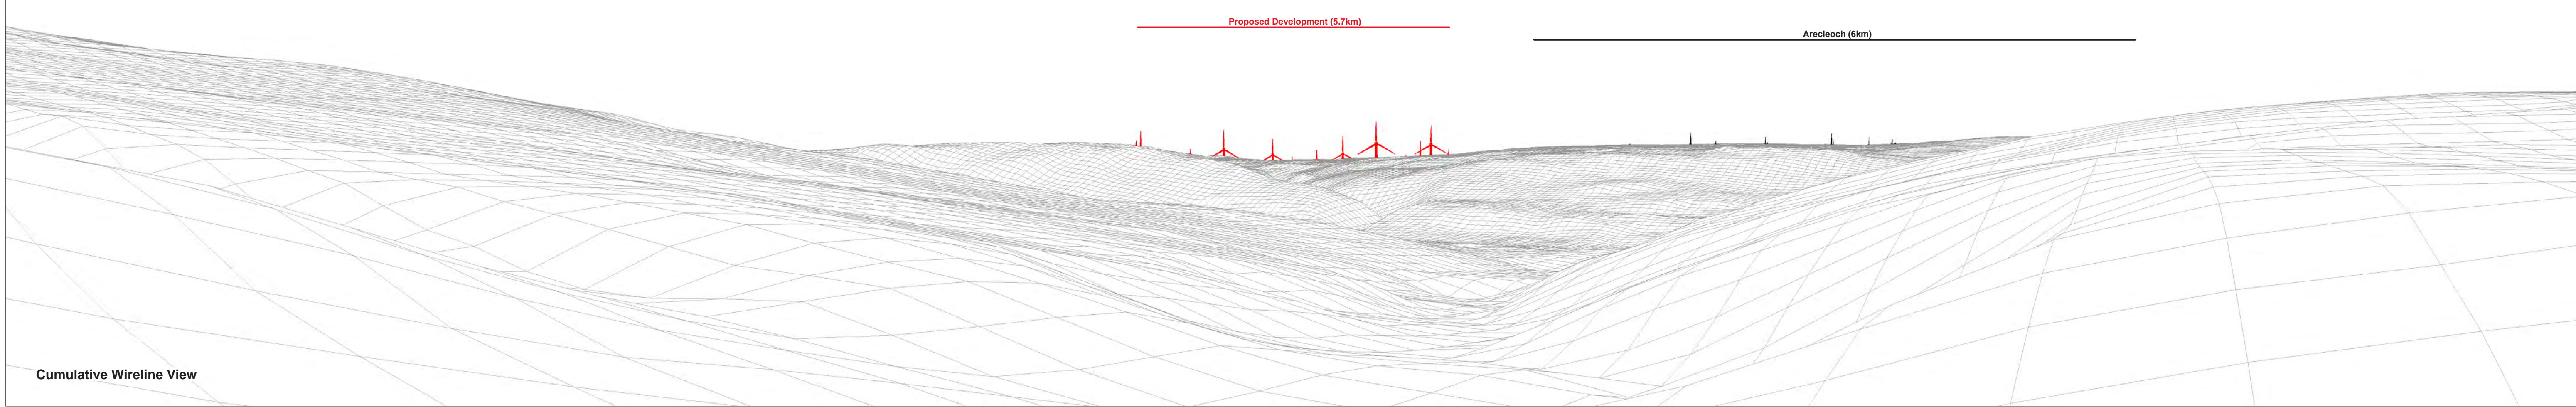 Proposed Development (5.7km)
Arecleoch (6km)
Cumulative Wireline View